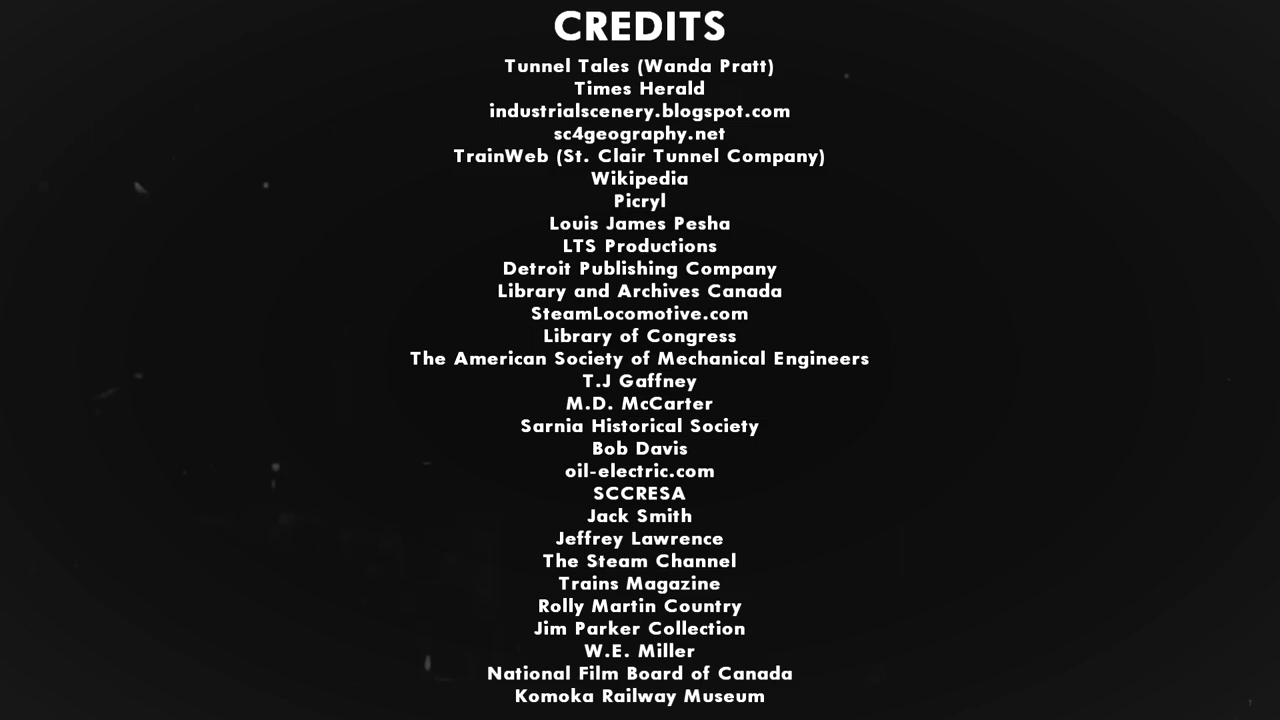 CREDITS
Tunnel Tales (Wanda Pratt)
Times Herald
industrialscenery.blogspot.com
sc4geography.net
TrainWeb (St. Clair Tunnel Company)
Wikipedia
Picryl
Louis James Pesha
LTS Productions
Detroit Publishing Company
Library and Archives Canada
SteamLocomotive.com
Library of Congress
The American Society of Mechanical Engineers
T.J Gaffney
M.D. McCarter
Sarnia Historical Society
Bob Davis
oil-electric.com
SCCRESA
Jack Smith
Jeffrey Lawrence
The Steam Channel
Trains Magazine
Rolly Martin Country
Jim Parker Collection
W.E. Miller
National Film Board of Canada
Komoka Railway Museum